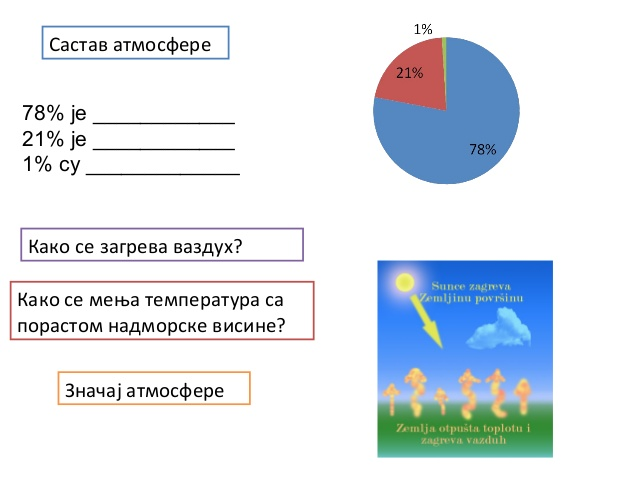 Састав атмосфере
1%
21%
78%
78% је ____________
21% је ____________
1% су _____________
Како се загрева ваздух?
Како се мења температура са
порастом надморске висине?
Значај атмосфере
Sunce zagreva
Zemljinu površinu
Zemlja otpušta toplotu i
zagreva vazduh